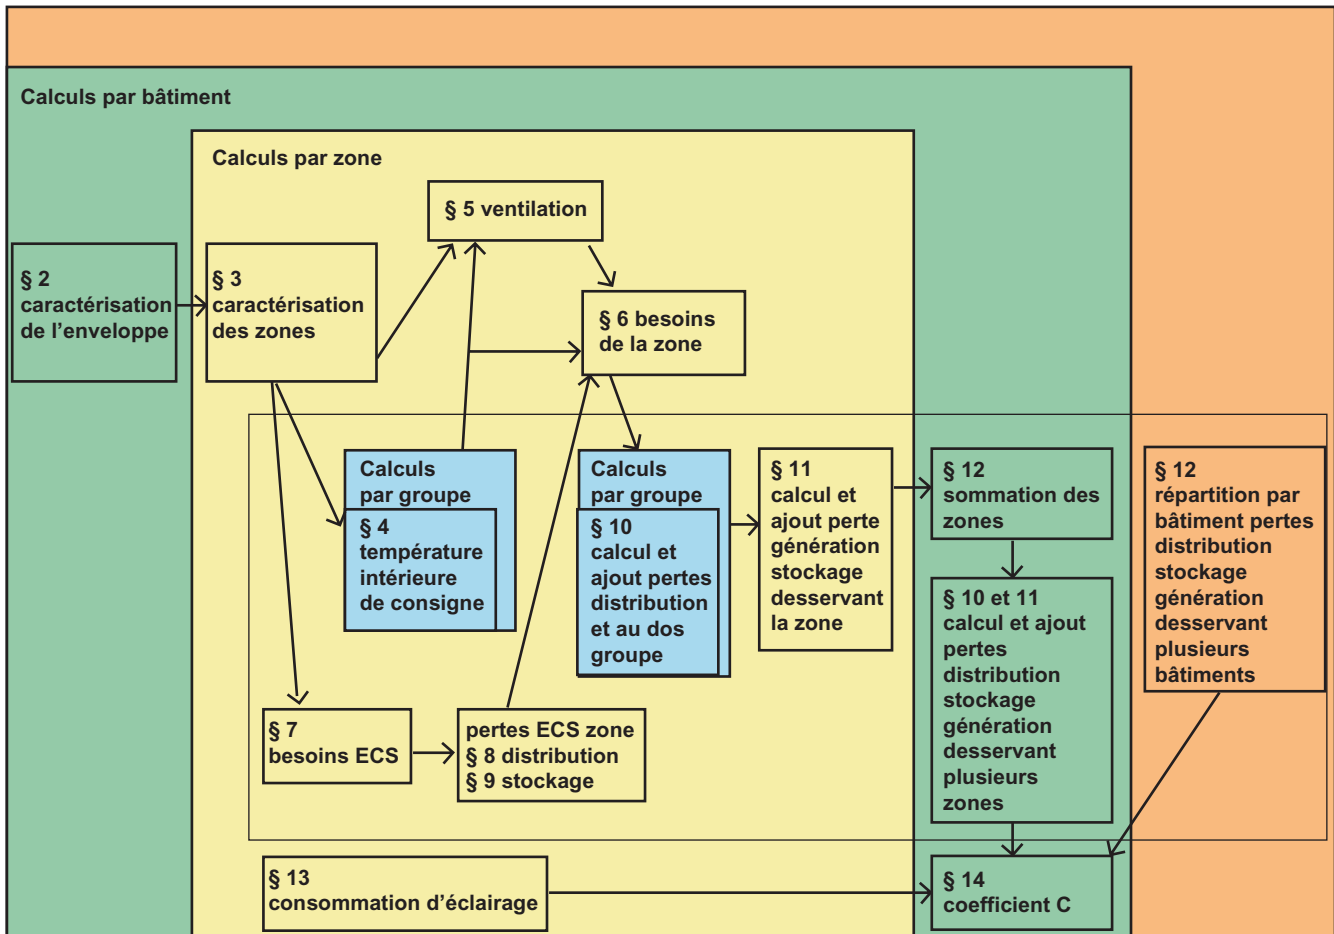 Calculs par bâtiment
Calculs par zone
§ 5 ventilation
§ 2
caractérisation
de l'enveloppe
§ 3
caractérisation
des zones
§ 6 besoins
de la zone
Calculs
par groupe
§ 4
température
intérieure
de consigne
Calculs
par groupe
§ 10
calcul et
ajout pertes
distribution
et au dos
groupe
§ 11
calcul et
ajout perte
génération
stockage
desservant
la zone
§ 12
sommation des
zones
§ 12
répartition par
bâtiment pertes
distribution
stockage
génération
desservant
plusieurs
bâtiments
§ 10 et 11
calcul et ajout
pertes
distribution
stockage
génération
desservant
plusieurs
zones
§ 7
besoins ECS
pertes ECS zone
§ 8 distribution
§ 9 stockage
§ 13
consommation d'éclairage
§ 14
coefficient C